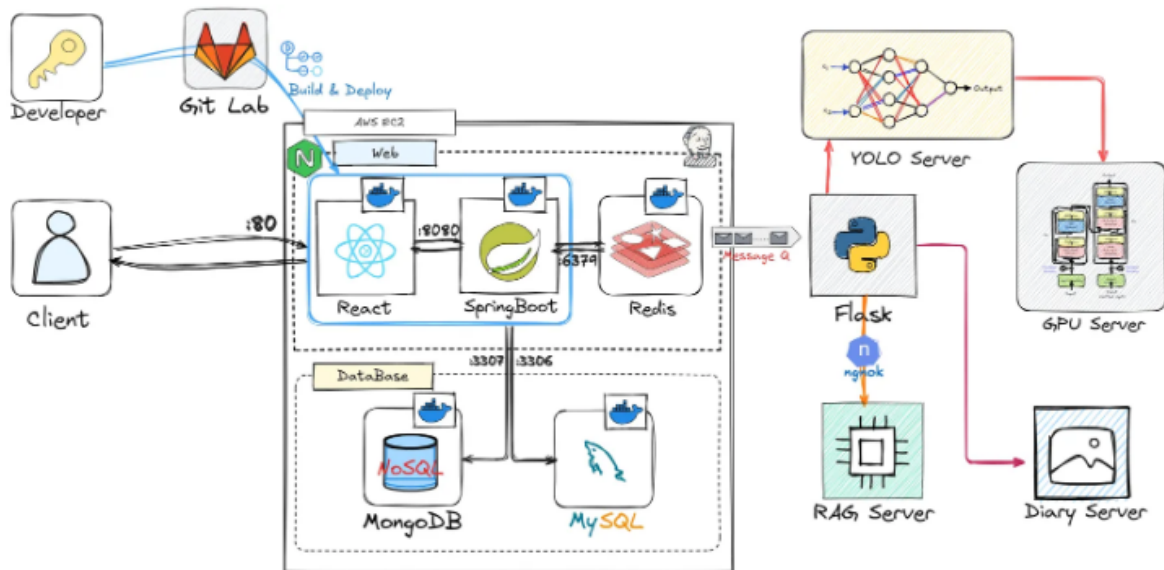 Developer
Git Lab
Build & Deploy
AWS EC2
N
Web
:80
:8080
:6379
React
SpringBoot
Redis
Client
Message Q
:3307
:3306
DataBase
NoSQL
MongoDB
MySQL
Output
YOLO Server
GPU Server
Flask
n
RAG Server
Diary Server